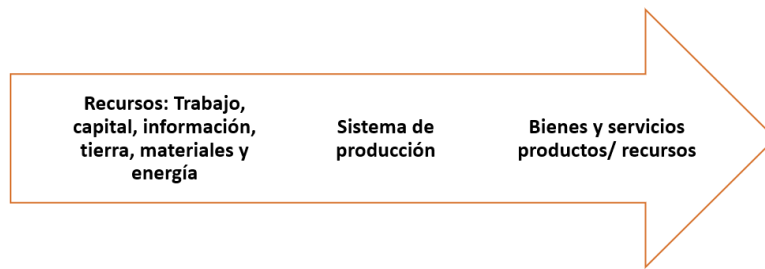 Recursos: Trabajo,
capital, información,
tierra, materiales y
energía
Sistema de
producción
Bienes y servicios
productos/ recursos